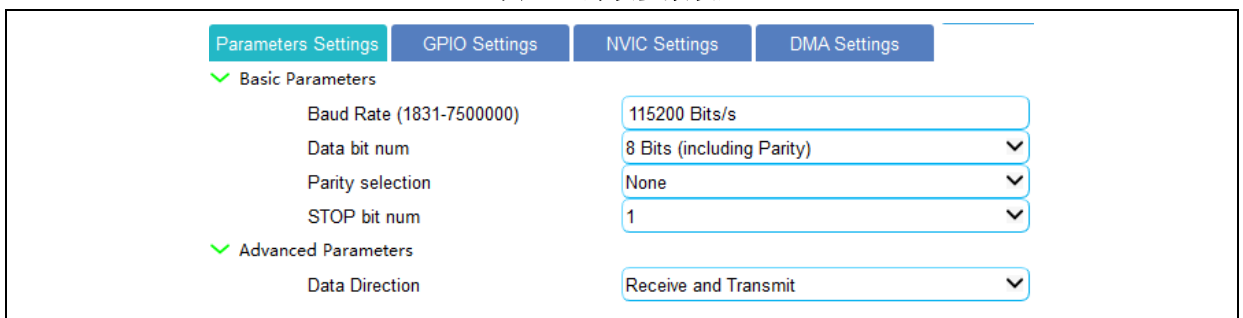 Parameters Settings GPIO Settings NVIC Settings DMA Settings
Basic Parameters
Baud Rate (1831-7500000) 115200 Bits/s
Data bit num 8 Bits (including Parity)
Parity selection None
STOP bit num 1
Advanced Parameters
Data Direction Receive and Transmit